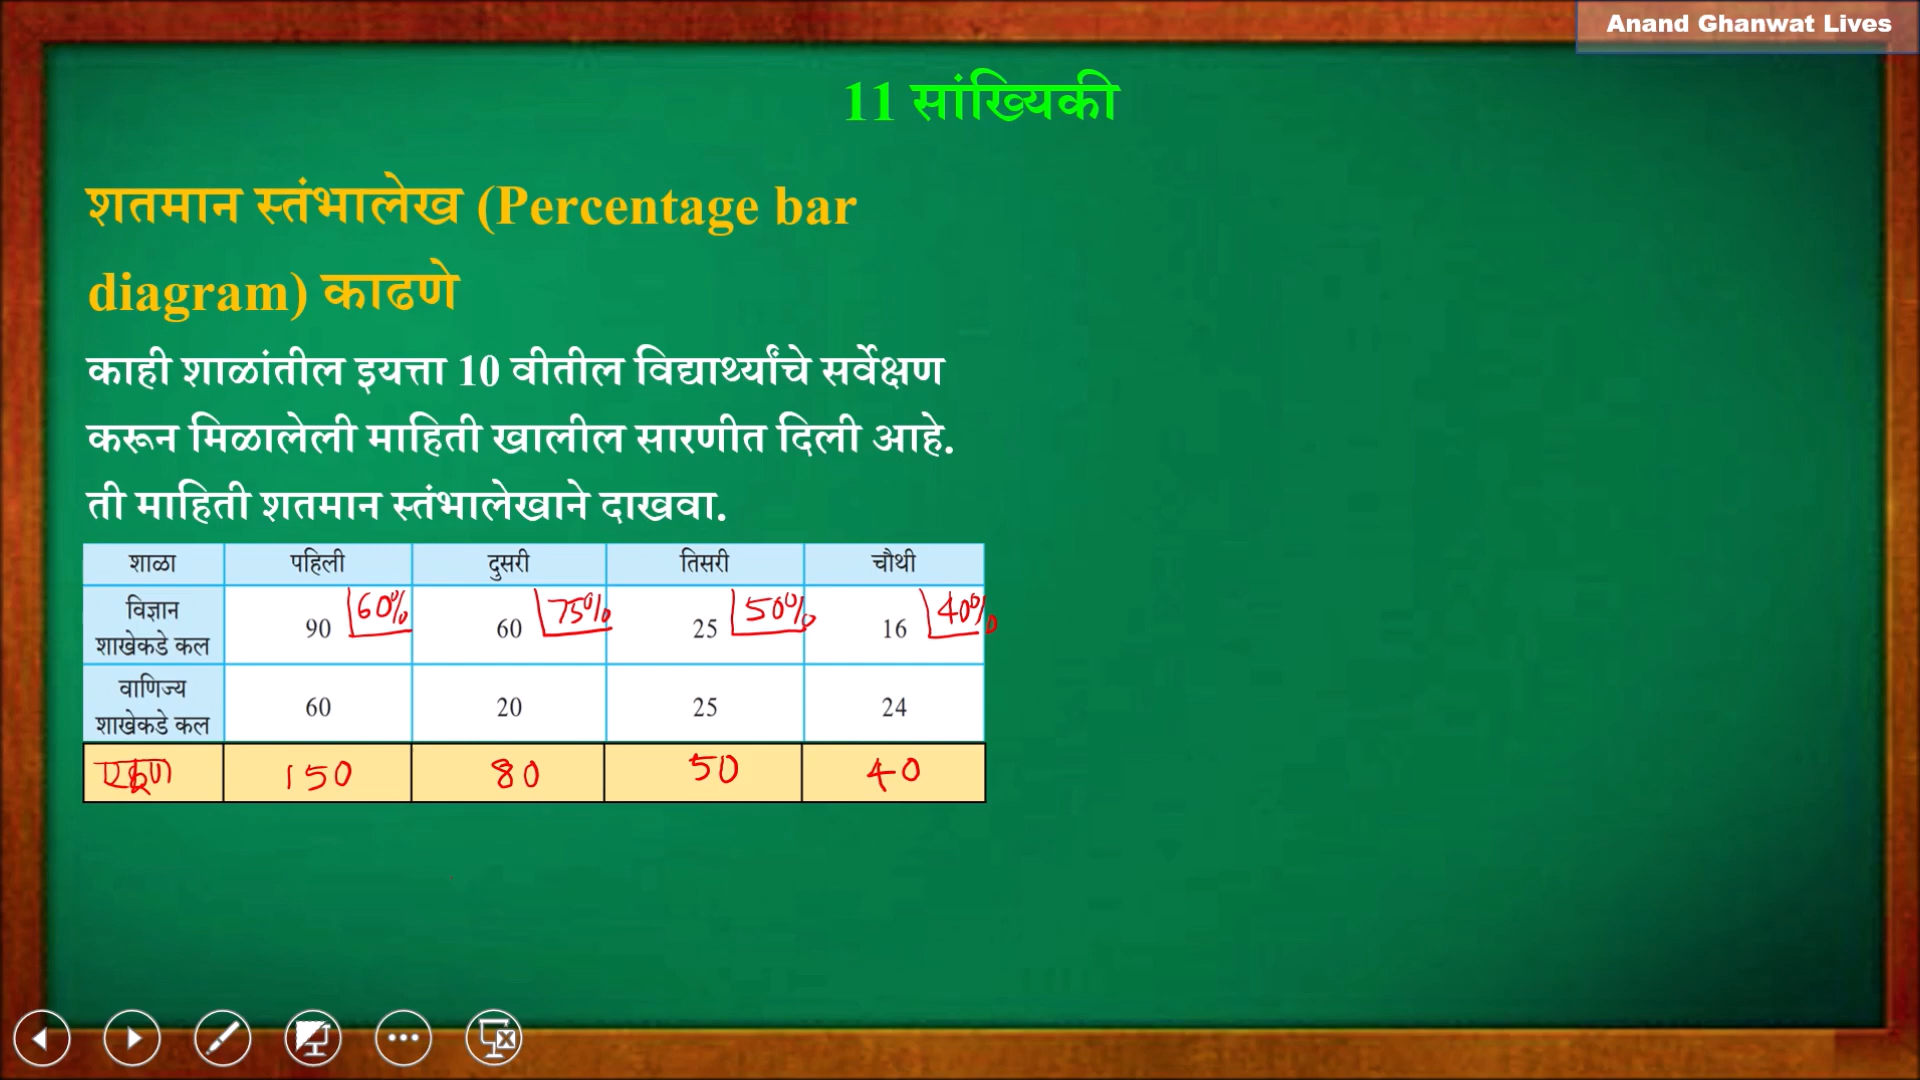 Anand Ghanwat Lives
11 सांख्यिकी
शतमान स्तंभालेख (Percentage bar
diagram) काढणे
काही शाळांतील इयत्ता 10 वीतील विद्यार्थ्यांचे सर्वेक्षण
करून मिळालेली माहिती खालील सारणीत दिली आहे.
ती माहिती शतमान स्तंभालेखाने दाखवा.
शाळा पहिली दुसरी तिसरी चौथी
विज्ञान
शाखेकडे कल 90 60% 60 75% 25 50% 16 40%
वाणिज्य
शाखेकडे कल 60 20 25 24
एकूण 150 80 50 40